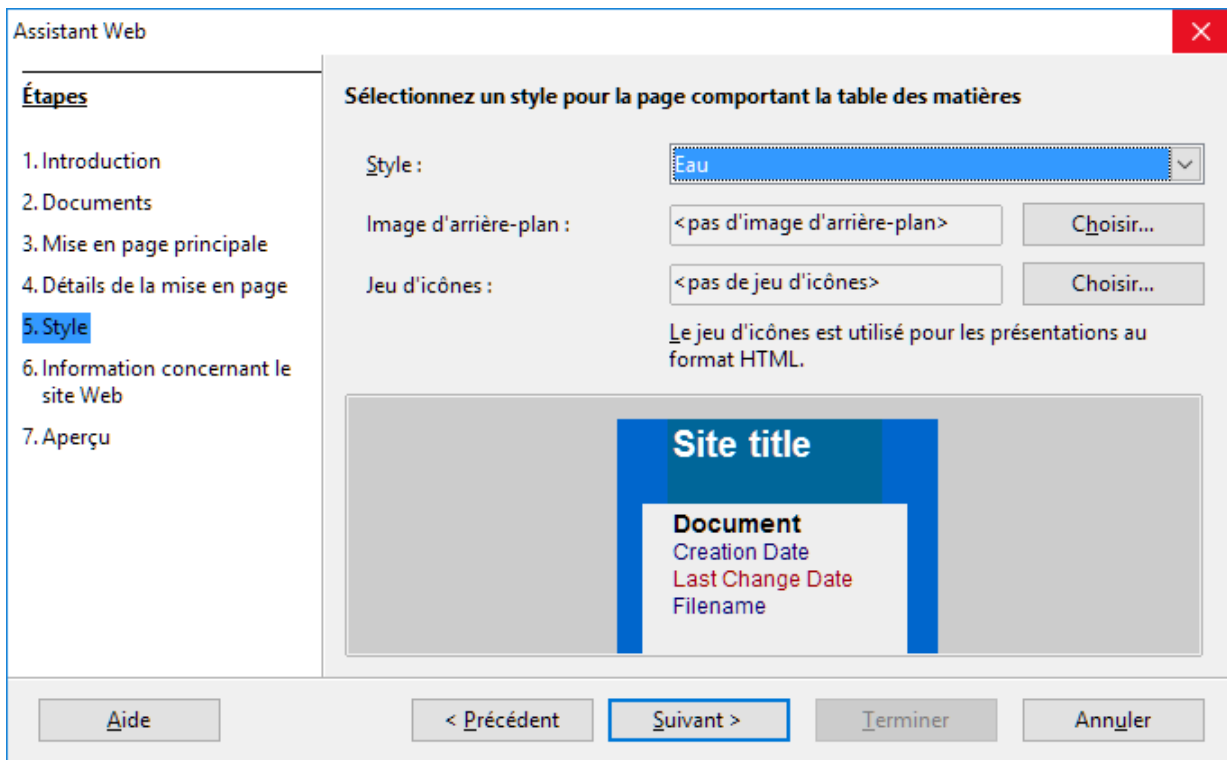 Assistant Web
Étapes
1. Introduction
2. Documents
3. Mise en page principale
4. Détails de la mise en page
5. Style
6. Information concernant le
site Web
7. Aperçu
Sélectionnez un style pour la page comportant la table des matières
Style :
Eau
Image d'arrière-plan :
<pas d'image d'arrière-plan>
Choisir...
Jeu d'icônes :
<pas de jeu d'icônes>
Choisir...
Le jeu d'icônes est utilisé pour les présentations au
format HTML.
Site title
Document
Creation Date
Last Change Date
Filename
Aide
< Précédent
Suivant >
Terminer
Annuler